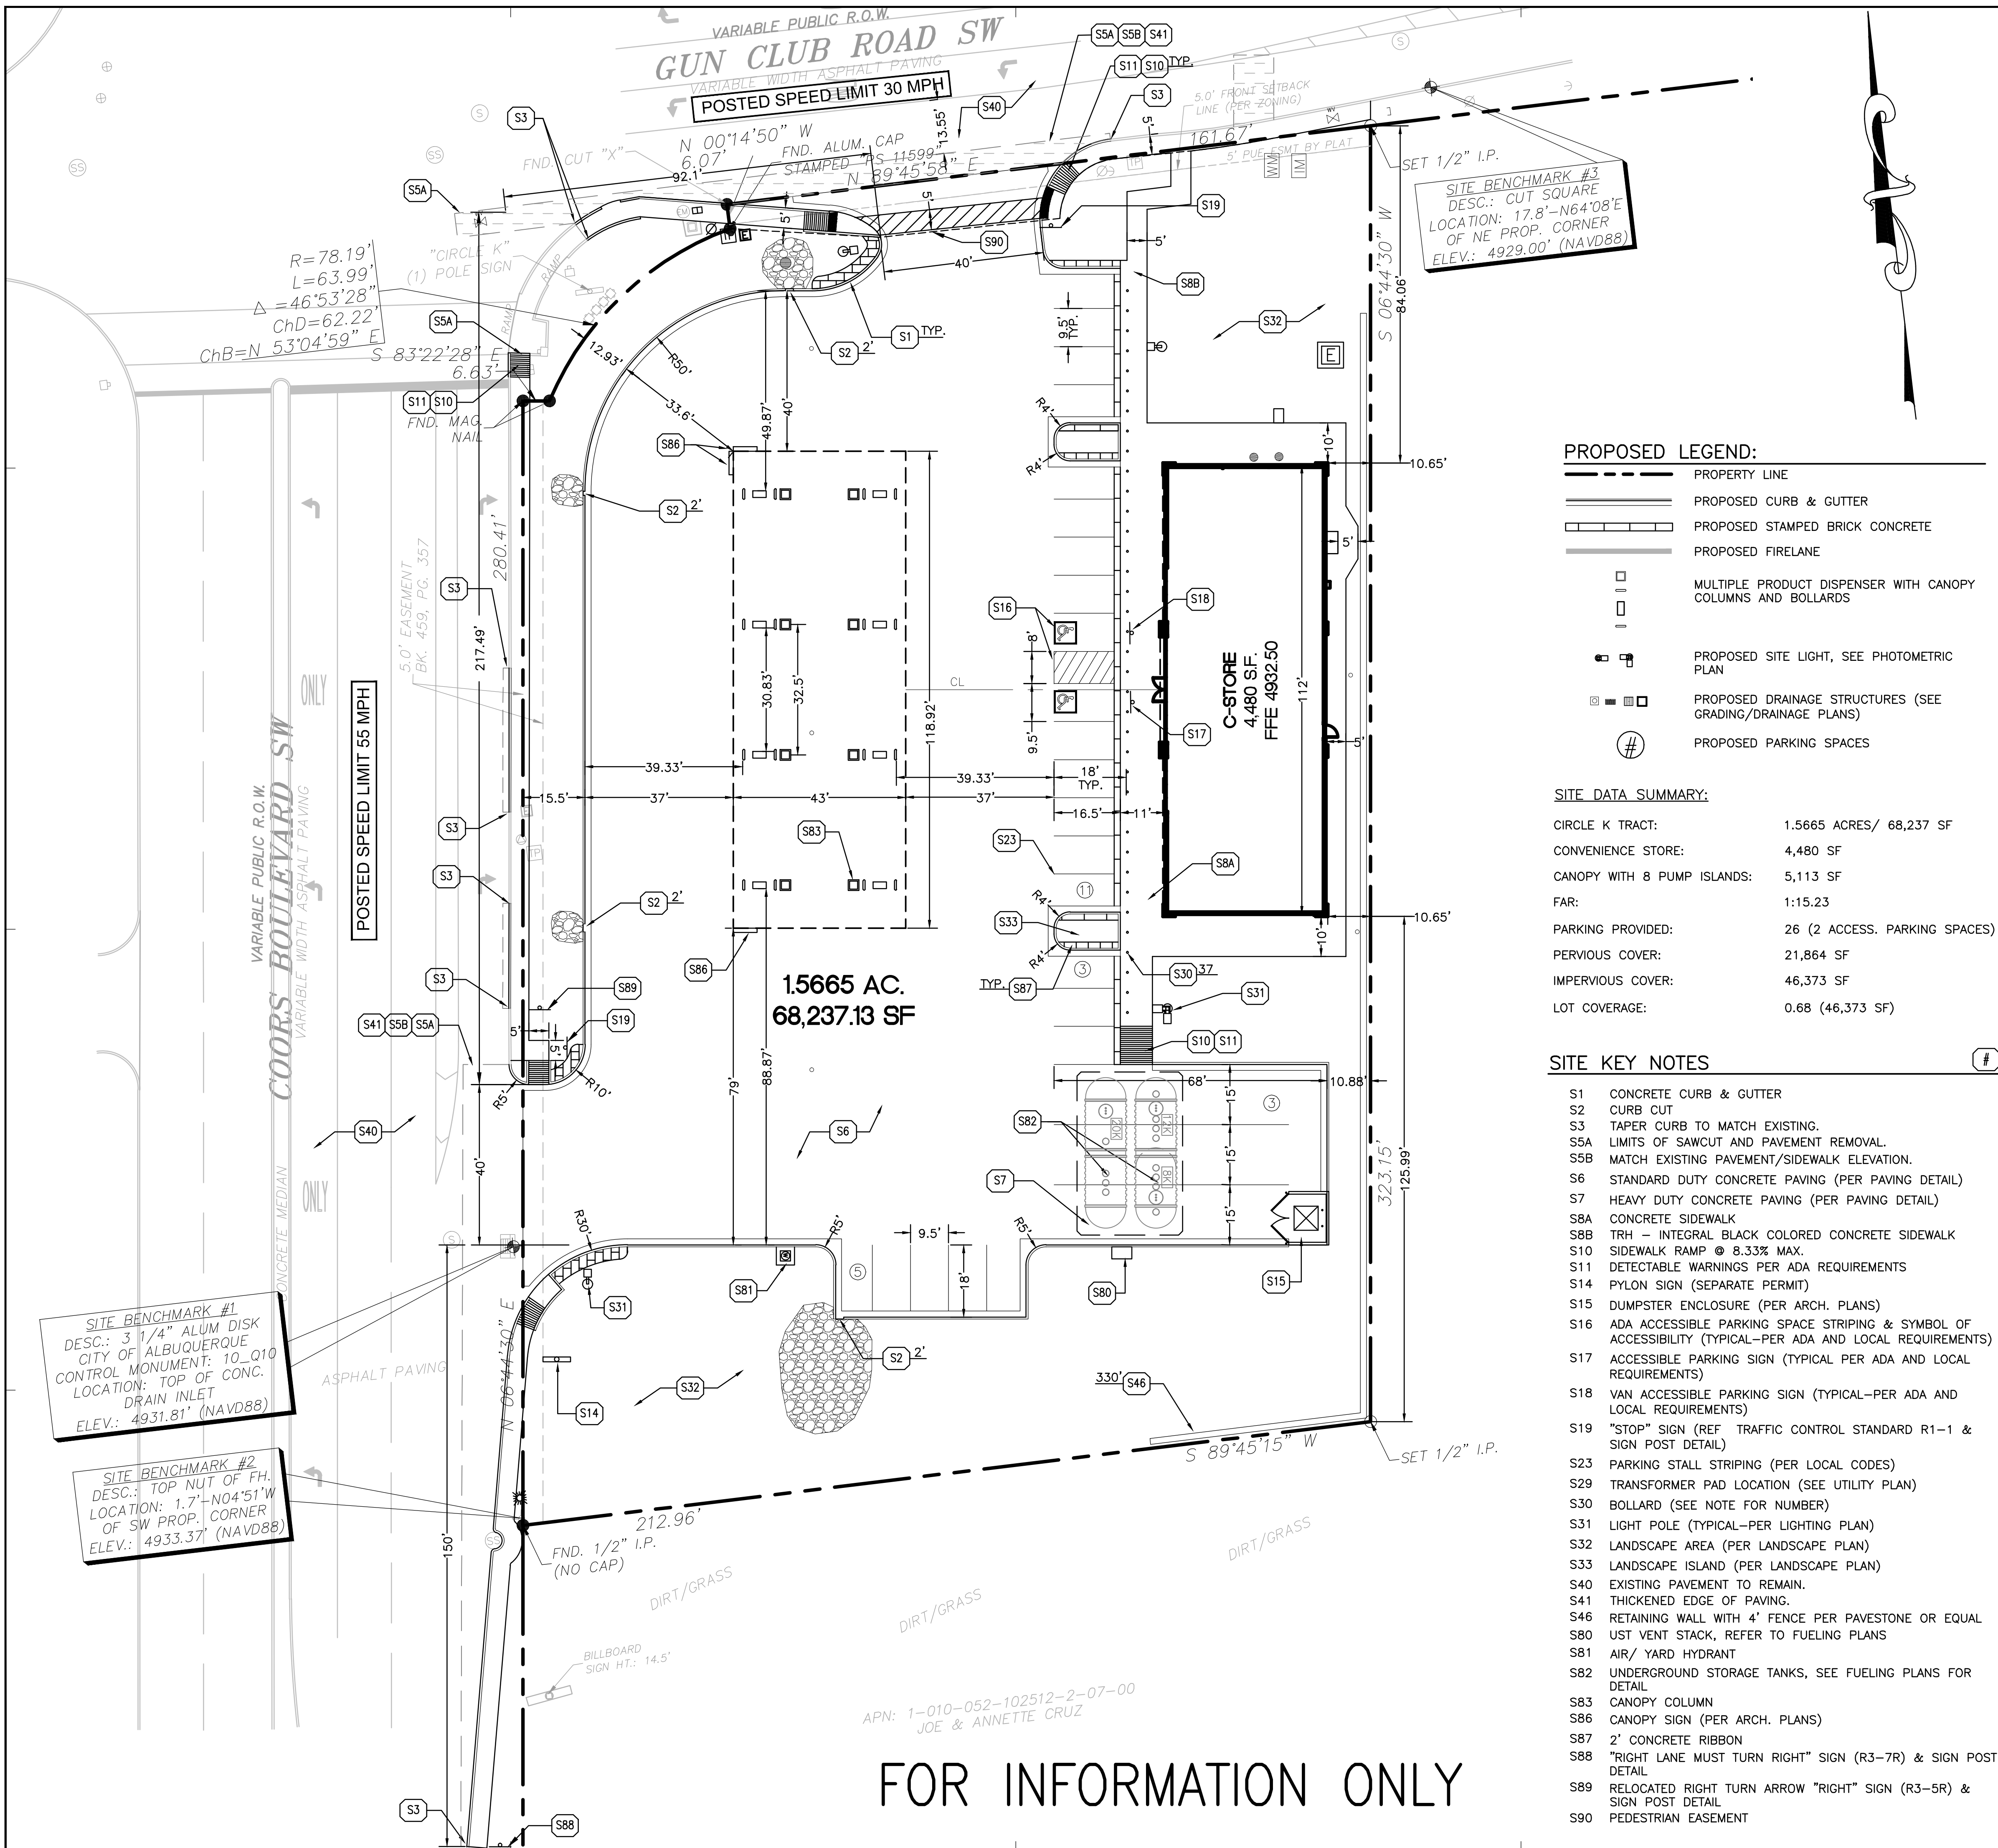 VARIABLE PUBLIC R.O.W.
GUN CLUB ROAD SW
VARIABLE WIDTH ASPHALT PAVING
POSTED SPEED LIMIT 30 MPH
S5A S5B S41
S11 S10 TYP.
S3
S40
13.55'
5'
5.0' FRONT SETBACK
LINE (PER ZONING)
161.67'
5' PUE ESMT BY PLAT
S
SS
SS
S
S3
FND. CUT "X"
N 00°14'50" W
6.07'
FND. ALUM. CAP
STAMPED "PS 11599"
N 89°45'58" E
92.1'
TP
WM
IM
SET 1/2" I.P.
SITE BENCHMARK #3
DESC.: CUT SQUARE
LOCATION: 17.8'-N64°08'E
OF NE PROP. CORNER
ELEV.: 4929.00' (NAVD88)
S5A
EM
E
5'
5'
S19
S90
40'
5'
S8B
"CIRCLE K"
(1) POLE SIGN
RAMP
RAMP
R=78.19'
L=63.99'
Δ =46°53'28"
ChD=62.22'
ChB=N 53°04'59" E
S5A
S 83°22'28" E
6.63'
S11 S10
FND. MAG.
NAIL
12.93'
R50'
33.6'
S1 TYP.
S2 2'
49.87'
40'
S86
9.5'
TYP.
S32
E
S 06°44'30" W
84.06'
R4'
R4'
10'
10.65'
S2 2'
280.41'
5.0' EASEMENT
BK. 459, PG. 357
217.49'
S3
ONLY
COORS BOULEVARD SW
VARIABLE PUBLIC R.O.W.
VARIABLE WIDTH ASPHALT PAVING
POSTED SPEED LIMIT 55 MPH
30.83'
32.5'
118.92'
CL
S16
8'
9.5'
S18
S17
C-STORE
4,480 S.F.
FFE 4932.50
112'
5'
5'
39.33'
39.33'
18'
TYP.
15.5'
37'
43'
37'
16.5'
11'
S3
TP
S83
S23
S8A
11
S3
S2 2'
R4'
S33
R4'
3
10'
10.65'
S86
1.5665 AC.
68,237.13 SF
TYP. S87
S30 37
S31
S3
S89
S41 S5B S5A
5'
5'
S19
S10 S11
R5'
R10'
79'
88.87'
68'
10.88'
S40
40'
S6
S82
20K
12K
8K
15'
15'
15'
3
S7
323.15'
125.99'
CONCRETE MEDIAN
ONLY
S
R30'
R5'
9.5'
R5'
5
18'
S31
S81
S80
S15
SITE BENCHMARK #1
DESC.: 3 1/4" ALUM DISK
CITY OF ALBUQUERQUE
CONTROL MONUMENT: 10_Q10
LOCATION: TOP OF CONC.
DRAIN INLET
ELEV.: 4931.81' (NAVD88)
ASPHALT PAVING
N 06°44'30" E
S2 2'
S32
S14
330' S46
S 89°45'15" W
SET 1/2" I.P.
SITE BENCHMARK #2
DESC.: TOP NUT OF FH.
LOCATION: 1.7'-N04°51'W
OF SW PROP. CORNER
ELEV.: 4933.37' (NAVD88)
SS
212.96'
FND. 1/2" I.P.
(NO CAP)
150'
DIRT/GRASS
DIRT/GRASS
DIRT/GRASS
BILLBOARD
SIGN HT.: 14.5'
APN: 1-010-052-102512-2-07-00
JOE & ANNETTE CRUZ
S3
S88
FOR INFORMATION ONLY
PROPOSED LEGEND:
PROPERTY LINE
PROPOSED CURB & GUTTER
PROPOSED STAMPED BRICK CONCRETE
PROPOSED FIRELANE
MULTIPLE PRODUCT DISPENSER WITH CANOPY
COLUMNS AND BOLLARDS
PROPOSED SITE LIGHT, SEE PHOTOMETRIC
PLAN
PROPOSED DRAINAGE STRUCTURES (SEE
GRADING/DRAINAGE PLANS)
# PROPOSED PARKING SPACES
SITE DATA SUMMARY:
CIRCLE K TRACT: 1.5665 ACRES/ 68,237 SF
CONVENIENCE STORE: 4,480 SF
CANOPY WITH 8 PUMP ISLANDS: 5,113 SF
FAR: 1:15.23
PARKING PROVIDED: 26 (2 ACCESS. PARKING SPACES)
PERVIOUS COVER: 21,864 SF
IMPERVIOUS COVER: 46,373 SF
LOT COVERAGE: 0.68 (46,373 SF)
SITE KEY NOTES #
S1 CONCRETE CURB & GUTTER
S2 CURB CUT
S3 TAPER CURB TO MATCH EXISTING.
S5A LIMITS OF SAWCUT AND PAVEMENT REMOVAL.
S5B MATCH EXISTING PAVEMENT/SIDEWALK ELEVATION.
S6 STANDARD DUTY CONCRETE PAVING (PER PAVING DETAIL)
S7 HEAVY DUTY CONCRETE PAVING (PER PAVING DETAIL)
S8A CONCRETE SIDEWALK
S8B TRH – INTEGRAL BLACK COLORED CONCRETE SIDEWALK
S10 SIDEWALK RAMP @ 8.33% MAX.
S11 DETECTABLE WARNINGS PER ADA REQUIREMENTS
S14 PYLON SIGN (SEPARATE PERMIT)
S15 DUMPSTER ENCLOSURE (PER ARCH. PLANS)
S16 ADA ACCESSIBLE PARKING SPACE STRIPING & SYMBOL OF
ACCESSIBILITY (TYPICAL–PER ADA AND LOCAL REQUIREMENTS)
S17 ACCESSIBLE PARKING SIGN (TYPICAL PER ADA AND LOCAL
REQUIREMENTS)
S18 VAN ACCESSIBLE PARKING SIGN (TYPICAL–PER ADA AND
LOCAL REQUIREMENTS)
S19 "STOP" SIGN (REF TRAFFIC CONTROL STANDARD R1–1 &
SIGN POST DETAIL)
S23 PARKING STALL STRIPING (PER LOCAL CODES)
S29 TRANSFORMER PAD LOCATION (SEE UTILITY PLAN)
S30 BOLLARD (SEE NOTE FOR NUMBER)
S31 LIGHT POLE (TYPICAL–PER LIGHTING PLAN)
S32 LANDSCAPE AREA (PER LANDSCAPE PLAN)
S33 LANDSCAPE ISLAND (PER LANDSCAPE PLAN)
S40 EXISTING PAVEMENT TO REMAIN.
S41 THICKENED EDGE OF PAVING.
S46 RETAINING WALL WITH 4' FENCE PER PAVESTONE OR EQUAL
S80 UST VENT STACK, REFER TO FUELING PLANS
S81 AIR/ YARD HYDRANT
S82 UNDERGROUND STORAGE TANKS, SEE FUELING PLANS FOR
DETAIL
S83 CANOPY COLUMN
S86 CANOPY SIGN (PER ARCH. PLANS)
S87 2' CONCRETE RIBBON
S88 "RIGHT LANE MUST TURN RIGHT" SIGN (R3–7R) & SIGN POST
DETAIL
S89 RELOCATED RIGHT TURN ARROW "RIGHT" SIGN (R3–5R) &
SIGN POST DETAIL
S90 PEDESTRIAN EASEMENT